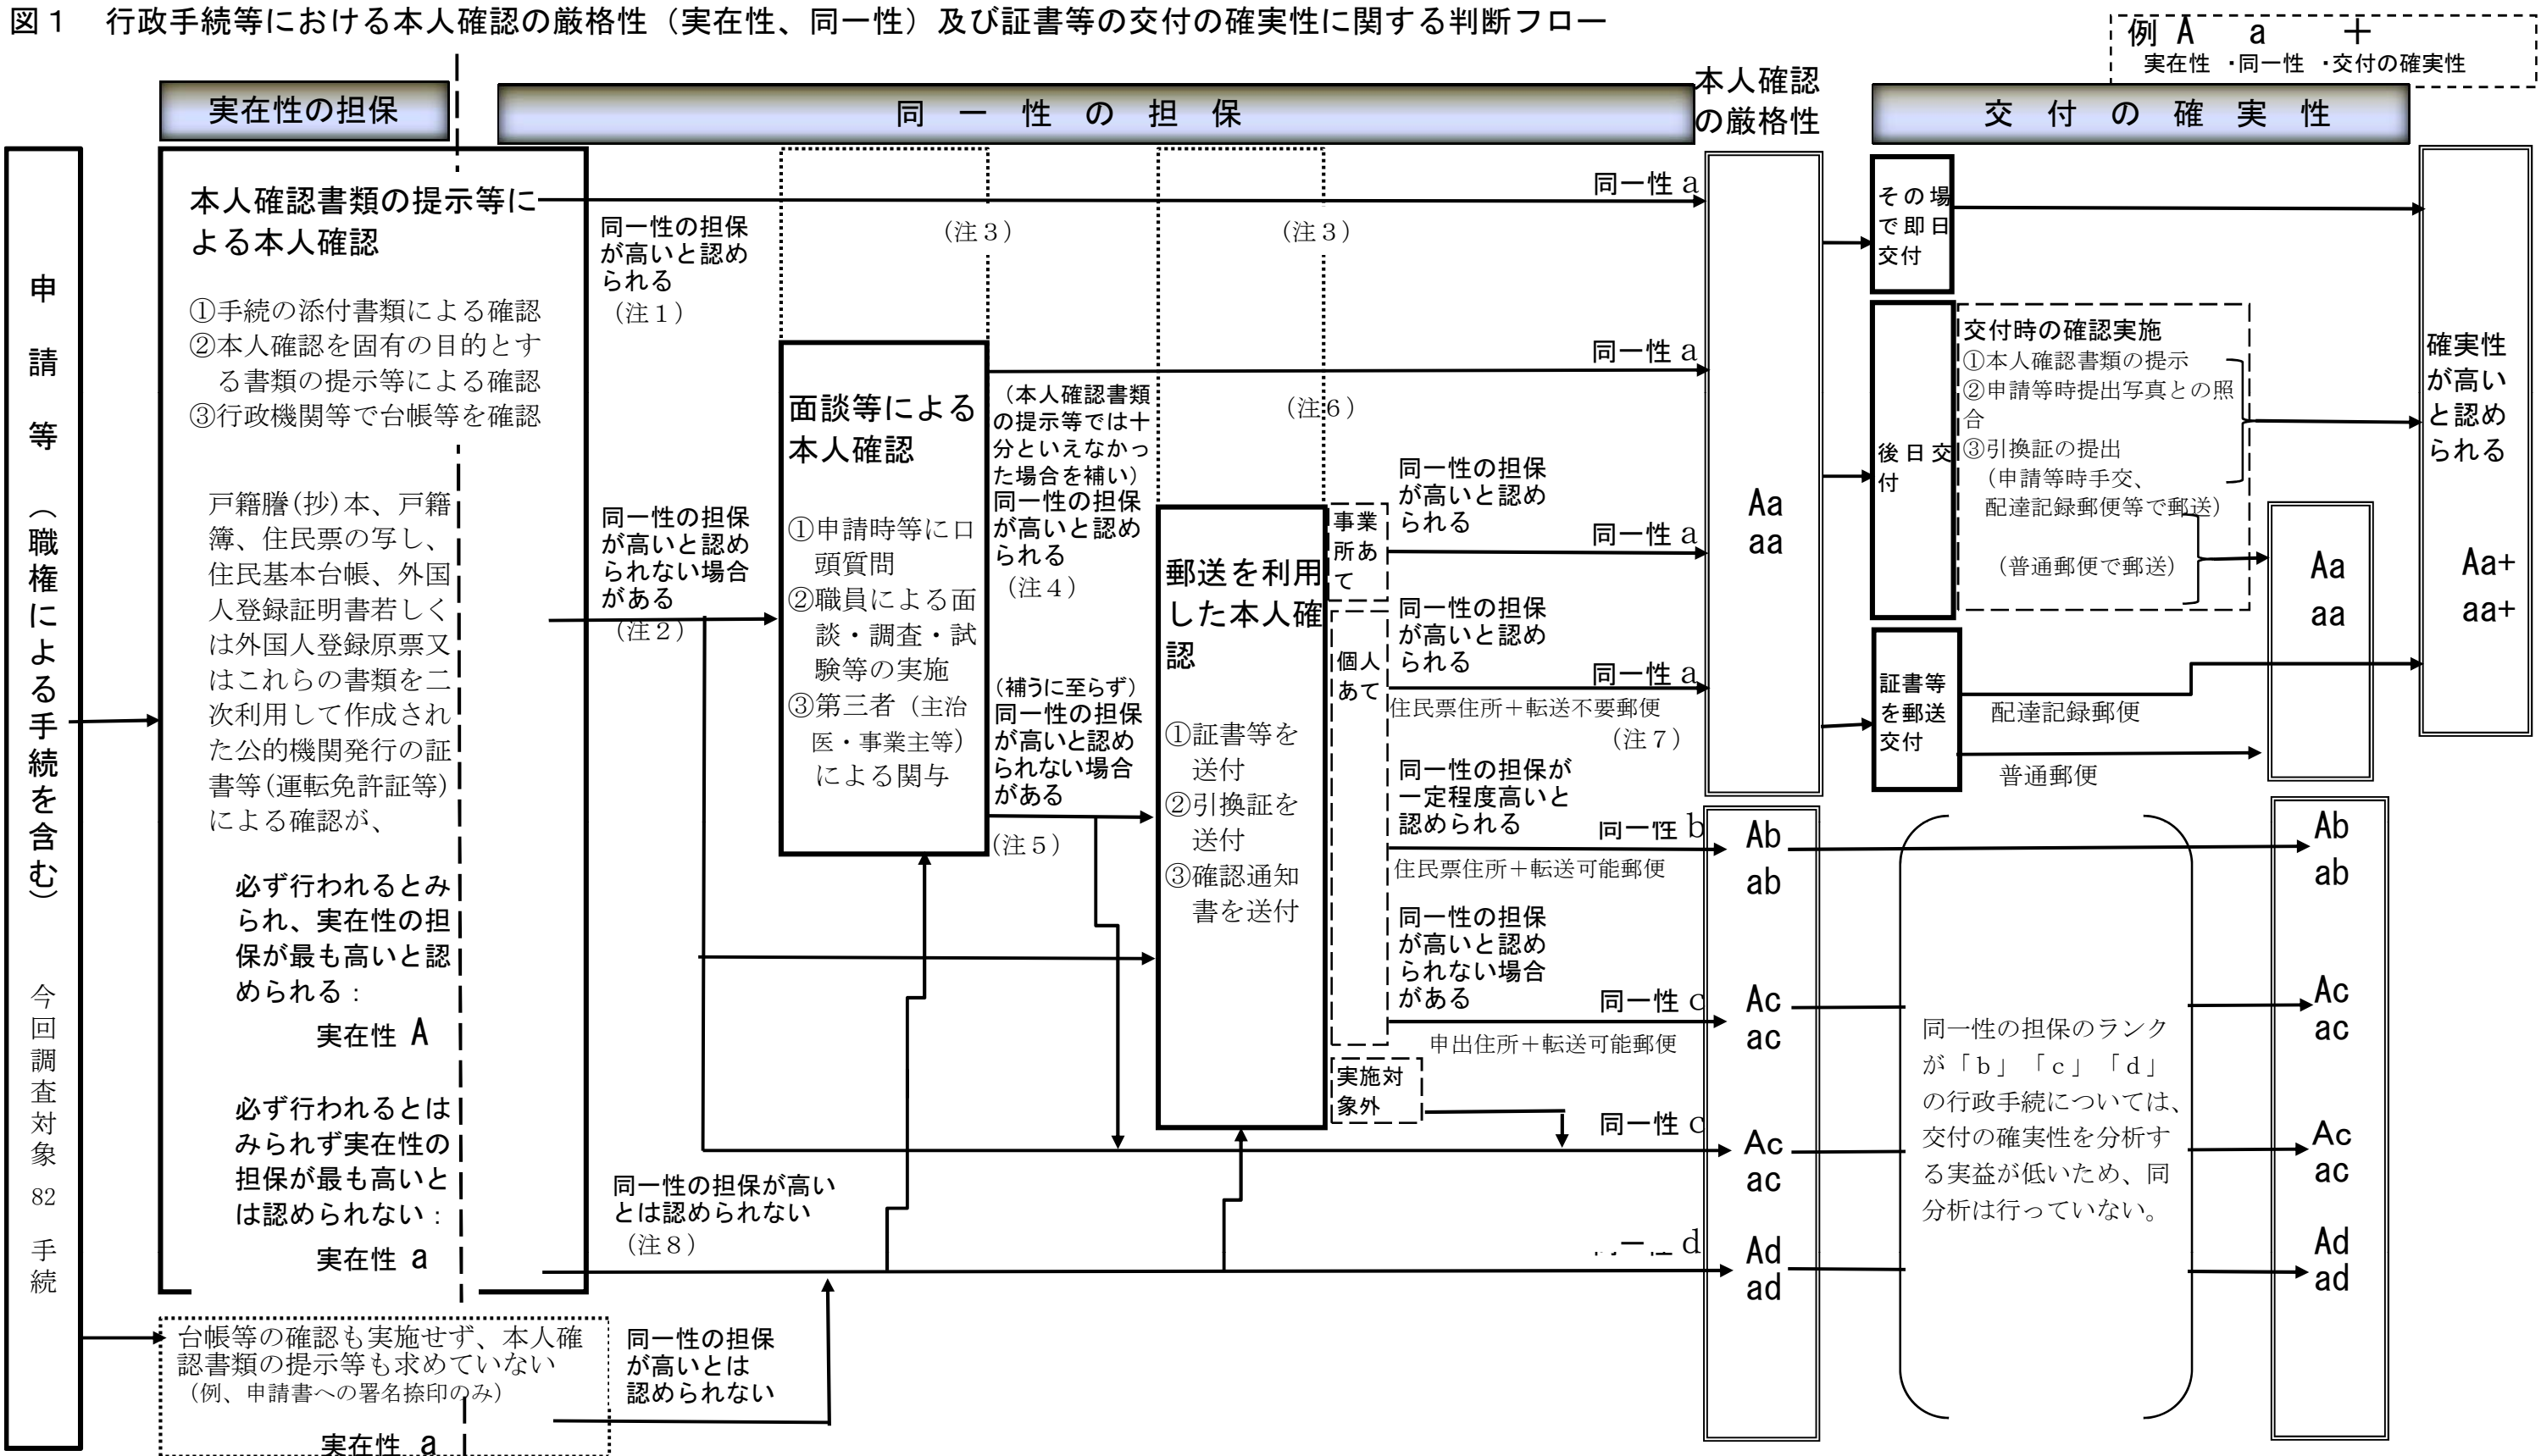 図１　行政手続等における本人確認の厳格性（実在性、同一性）及び証書等の交付の確実性に関する判断フロー
例 A a ＋
実在性 ・同一性 ・交付の確実性
実在性の担保
同一性の担保
本人確認
の厳格性
交付の確実性
申請等（職権による手続を含む）　今回調査対象 82 手続
本人確認書類の提示等に
よる本人確認
①手続の添付書類による確認
②本人確認を固有の目的とす
る書類の提示等による確認
③行政機関等で台帳等を確認
戸籍謄(抄)本、戸籍
簿、住民票の写し、
住民基本台帳、外国
人登録証明書若しく
は外国人登録原票又
はこれらの書類を二
次利用して作成され
た公的機関発行の証
書等(運転免許証等)
による確認が、
必ず行われるとみ
られ、実在性の担
保が最も高いと認
められる：
実在性 A
必ず行われるとは
みられず実在性の
担保が最も高いと
は認められない：
実在性 a
台帳等の確認も実施せず、本人確
認書類の提示等も求めていない
（例、申請書への署名捺印のみ）
実在性 a
同一性の担保
が高いと認め
られる
（注１）
同一性の担保
が高いと認め
られない場合
がある
（注２）
同一性の担保が高い
とは認められない
（注８）
同一性の担保
が高いとは
認められない
（注３）
面談等による
本人確認
①申請時等に口
頭質問
②職員による面
談・調査・試
験等の実施
③第三者（主治
医・事業主等）
による関与
（本人確認書類
の提示等では十
分といえなかっ
た場合を補い）
同一性の担保
が高いと認め
られる
（注４）
（補うに至らず）
同一性の担保
が高いと認め
られない場合
がある
（注５）
（注３）
（注６）
郵送を利用
した本人確
認
①証書等を
送付
②引換証を
送付
③確認通知
書を送付
事業
所あ
て
個人
あて
実施対
象外
同一性 a
同一性 a
同一性の担保
が高いと認め
られる
同一性 a
同一性の担保
が高いと認め
られる
同一性 a
住民票住所＋転送不要郵便
（注７）
同一性の担保が
一定程度高いと
認められる
同一性 b
住民票住所＋転送可能郵便
同一性の担保
が高いと認め
られない場合
がある
同一性 c
申出住所＋転送可能郵便
同一性 c
d
Aa
aa
Ab
ab
Ac
ac
Ac
ac
Ad
ad
その場
で即日
交付
後日交
付
交付時の確認実施
①本人確認書類の提示
②申請等時提出写真との照
合
③引換証の提出
（申請等時手交、
配達記録郵便等で郵送）
（普通郵便で郵送）
証書等
を郵送
交付
配達記録郵便
普通郵便
Aa
aa
確実性
が高い
と認め
られる
Aa+
aa+
同一性の担保のランク
が「ｂ」「ｃ」「ｄ」
の行政手続については、
交付の確実性を分析す
る実益が低いため、同
分析は行っていない。
Ab
ab
Ac
ac
Ac
ac
Ad
ad